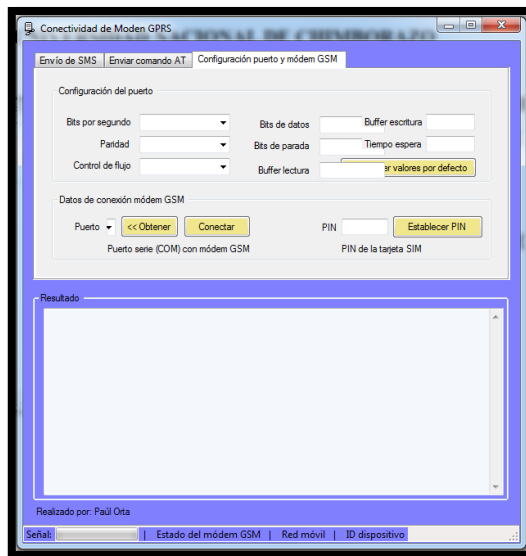 Conectividad de Moden GPRS
NACIONAL DE CHIMBORAZO
Envío de SMS Enviar comando AT Configuración puerto y módem GSM
Configuración del puerto
Bits por segundo Bits de datos Buffer escritura
Paridad Bits de parada Tiempo espera
Control de flujo Buffer lectura er valores por defecto
Datos de conexión módem GSM
Puerto << Obtener Conectar PIN Establecer PIN
Puerto serie (COM) con módem GSM PIN de la tarjeta SIM
Resultado
Realizado por: Paúl Orta
Señal: | Estado del módem GSM | Red móvil | ID dispositivo